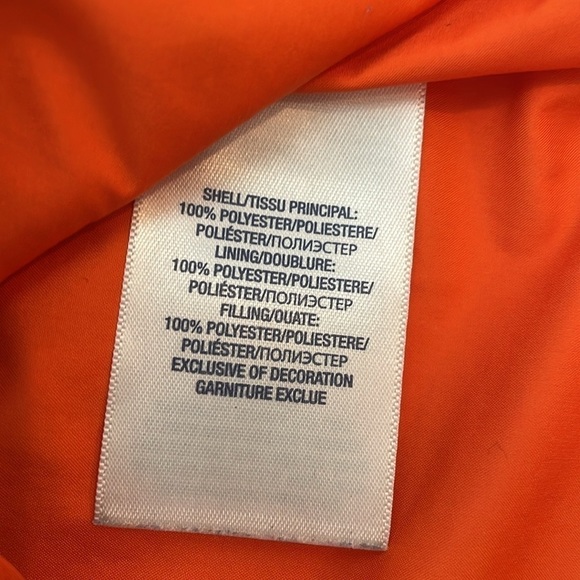 SHELL/TISSU PRINCIPAL:
100% POLYESTER/POLIESTERE/
POLIÉSTER/ПОЛИЭСТЕР
LINING/DOUBLURE:
100% POLYESTER/POLIESTERE/
POLIÉSTER/ПОЛИЭСТЕР
FILLING/OUATE:
100% POLYESTER/POLIESTERE/
POLIÉSTER/ПОЛИЭСТЕР
EXCLUSIVE OF DECORATION
GARNITURE EXCLUE